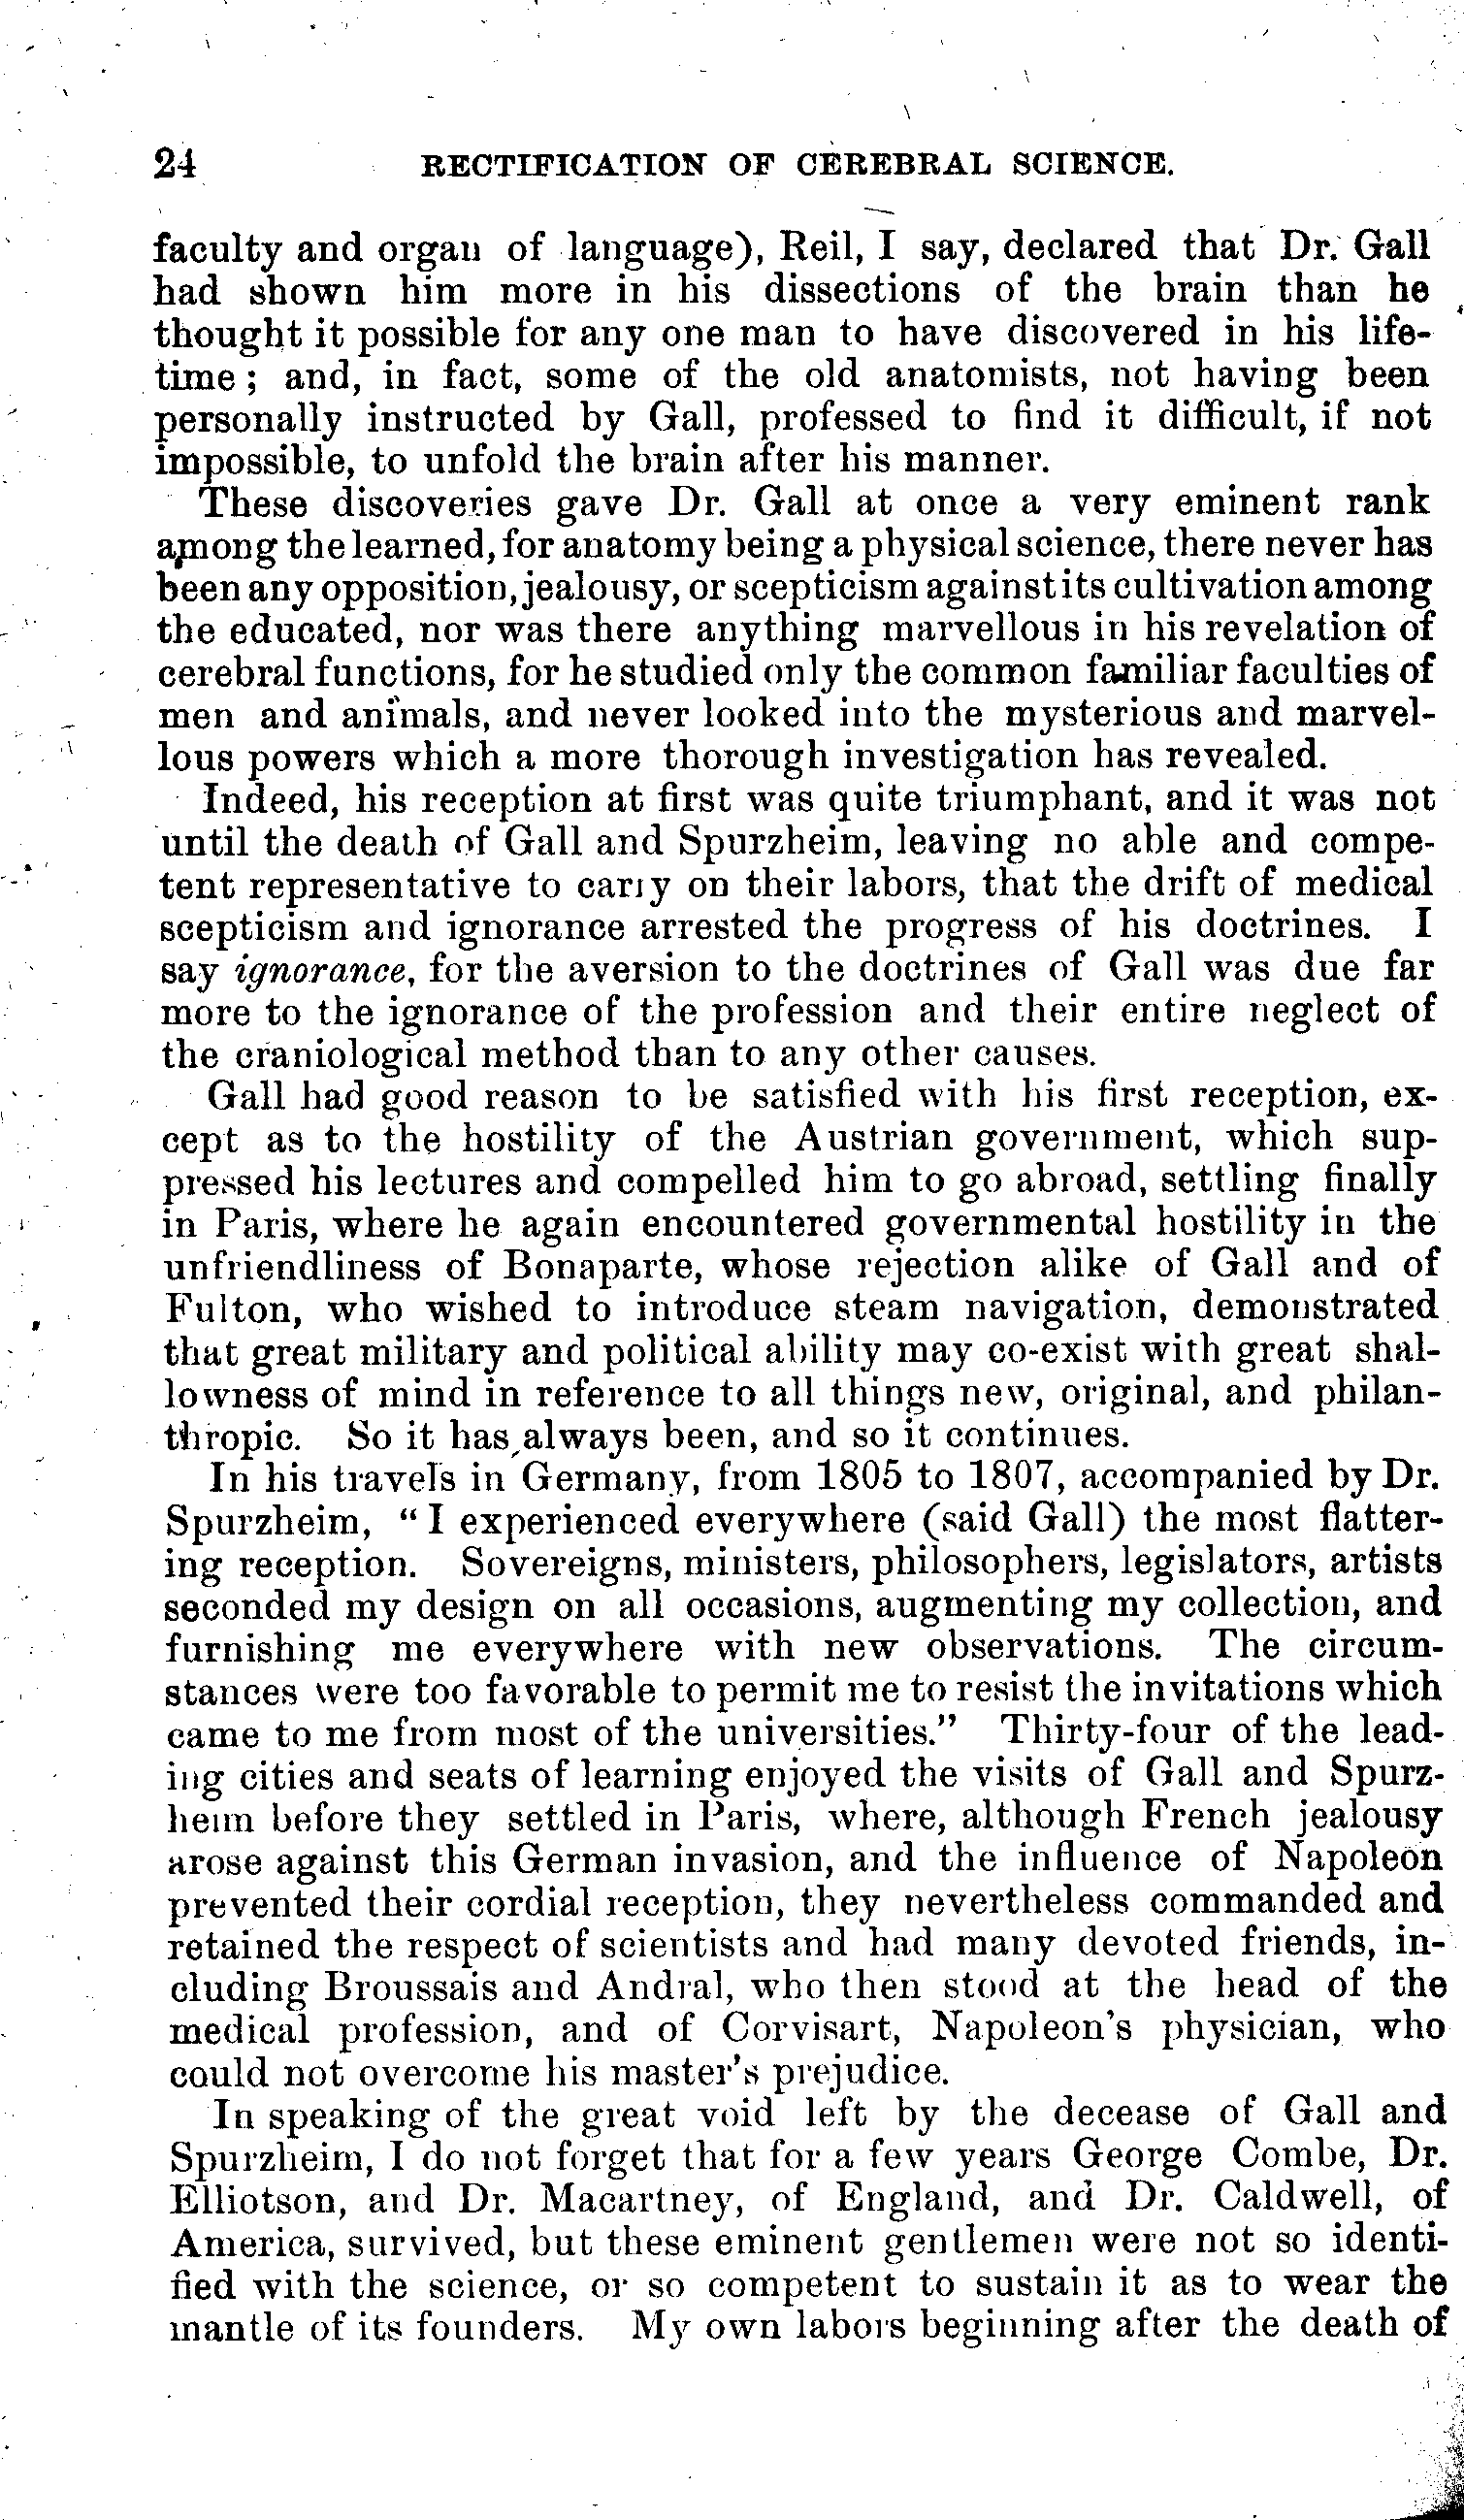 24 RECTIFICATION OF CEREBRAL SCIENCE.
faculty and organ of language), Reil, I say, declared that Dr. Gall
had shown him more in his dissections of the brain than he
thought it possible for any one man to have discovered in his life-
time; and, in fact, some of the old anatomists, not having been
personally instructed by Gall, professed to find it difficult, if not
impossible, to unfold the brain after his manner.
These discoveries gave Dr. Gall at once a very eminent rank
among the learned, for anatomy being a physical science, there never has
been any opposition, jealousy, or scepticism against its cultivation among
the educated, nor was there anything marvellous in his revelation of
cerebral functions, for he studied only the common familiar faculties of
men and animals, and never looked into the mysterious and marvel-
lous powers which a more thorough investigation has revealed.
Indeed, his reception at first was quite triumphant, and it was not
until the death of Gall and Spurzheim, leaving no able and compe-
tent representative to carry on their labors, that the drift of medical
scepticism and ignorance arrested the progress of his doctrines. I
say ignorance, for the aversion to the doctrines of Gall was due far
more to the ignorance of the profession and their entire neglect of
the craniological method than to any other causes.
Gall had good reason to be satisfied with his first reception, ex-
cept as to the hostility of the Austrian government, which sup-
pressed his lectures and compelled him to go abroad, settling finally
in Paris, where he again encountered governmental hostility in the
unfriendliness of Bonaparte, whose rejection alike of Gall and of
Fulton, who wished to introduce steam navigation, demonstrated
that great military and political ability may co-exist with great shal-
lowness of mind in reference to all things new, original, and philan-
thropic. So it has always been, and so it continues.
In his travels in Germany, from 1805 to 1807, accompanied by Dr.
Spurzheim, "I experienced everywhere (said Gall) the most flatter-
ing reception. Sovereigns, ministers, philosophers, legislators, artists
seconded my design on all occasions, augmenting my collection, and
furnishing me everywhere with new observations. The circum-
stances were too favorable to permit me to resist the invitations which
came to me from most of the universities." Thirty-four of the lead-
ing cities and seats of learning enjoyed the visits of Gall and Spurz-
heim before they settled in Paris, where, although French jealousy
arose against this German invasion, and the influence of Napoleon
prevented their cordial reception, they nevertheless commanded and
retained the respect of scientists and had many devoted friends, in-
cluding Broussais and Andral, who then stood at the head of the
medical profession, and of Corvisart, Napoleon's physician, who
could not overcome his master's prejudice.
In speaking of the great void left by the decease of Gall and
Spurzheim, I do not forget that for a few years George Combe, Dr.
Elliotson, and Dr. Macartney, of England, and Dr. Caldwell, of
America, survived, but these eminent gentlemen were not so identi-
fied with the science, or so competent to sustain it as to wear the
mantle of its founders. My own labors beginning after the death of